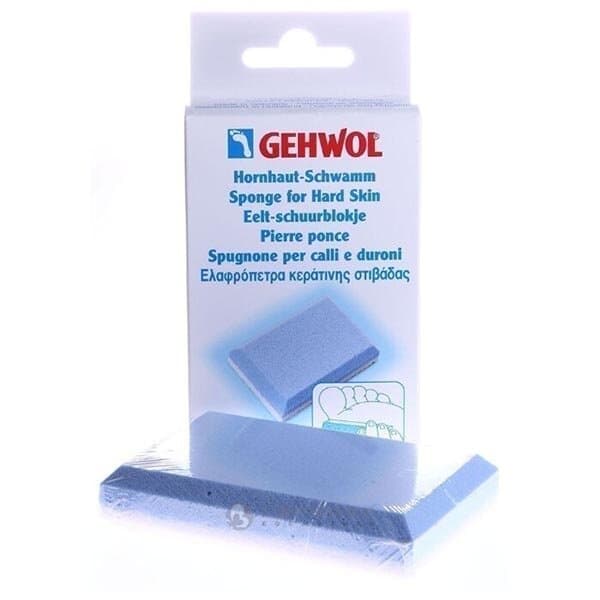 GEHWOL®
Hornhaut-Schwamm
Sponge for Hard Skin
Eelt-schuurblokje
Pierre ponce
Spugnone per calli e duroni
Ελαφρόπετρα κεράτινης στιβάδας